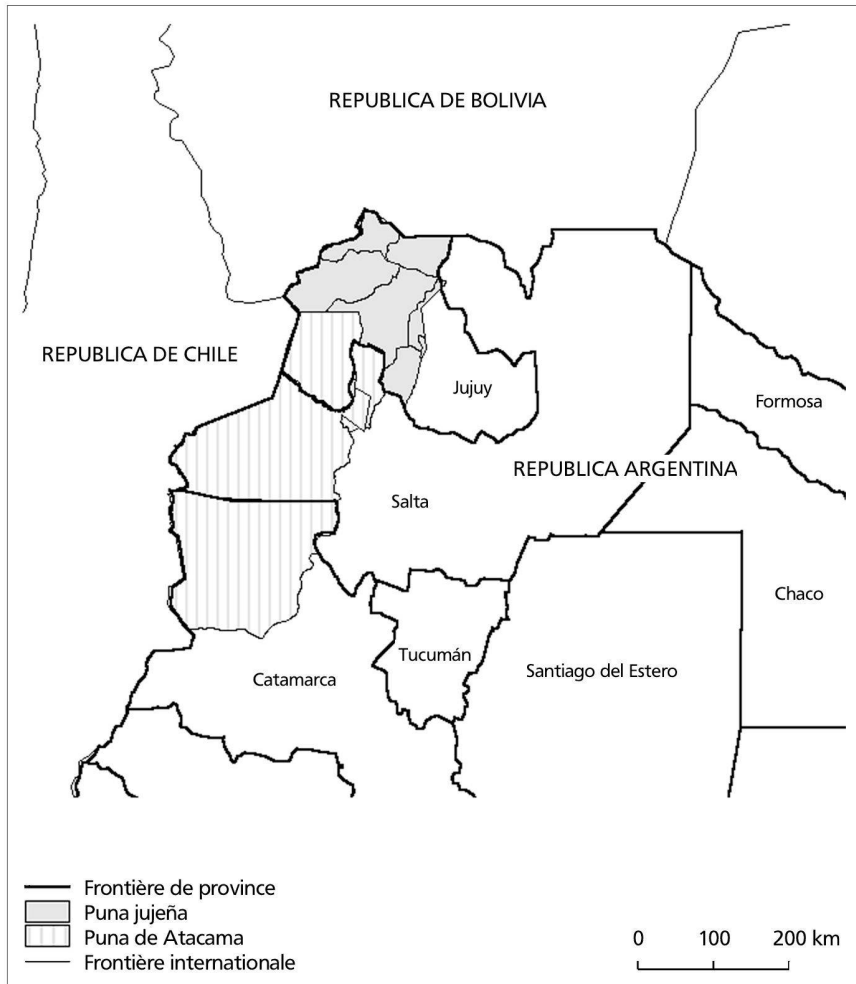 REPUBLICA DE BOLIVIA
REPUBLICA DE CHILE
Jujuy
Formosa
REPUBLICA ARGENTINA
Salta
Chaco
Tucumán
Santiago del Estero
Catamarca
Frontière de province
Puna jujeña
Puna de Atacama
Frontière internationale
0 100 200 km